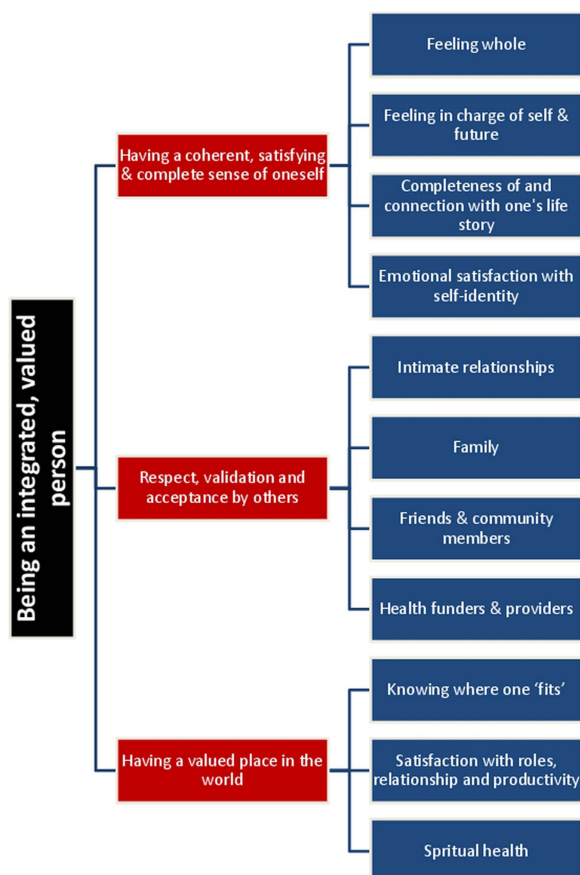 Being an integrated, valued
person
Having a coherent, satisfying
& complete sense of oneself
Feeling whole
Feeling in charge of self &
future
Completeness of and
connection with one's life
story
Emotional satisfaction with
self-identity
Respect, validation and
acceptance by others
Intimate relationships
Family
Friends & community
members
Health funders & providers
Having a valued place in the
world
Knowing where one ‘fits’
Satisfaction with roles,
relationship and productivity
Spritual health